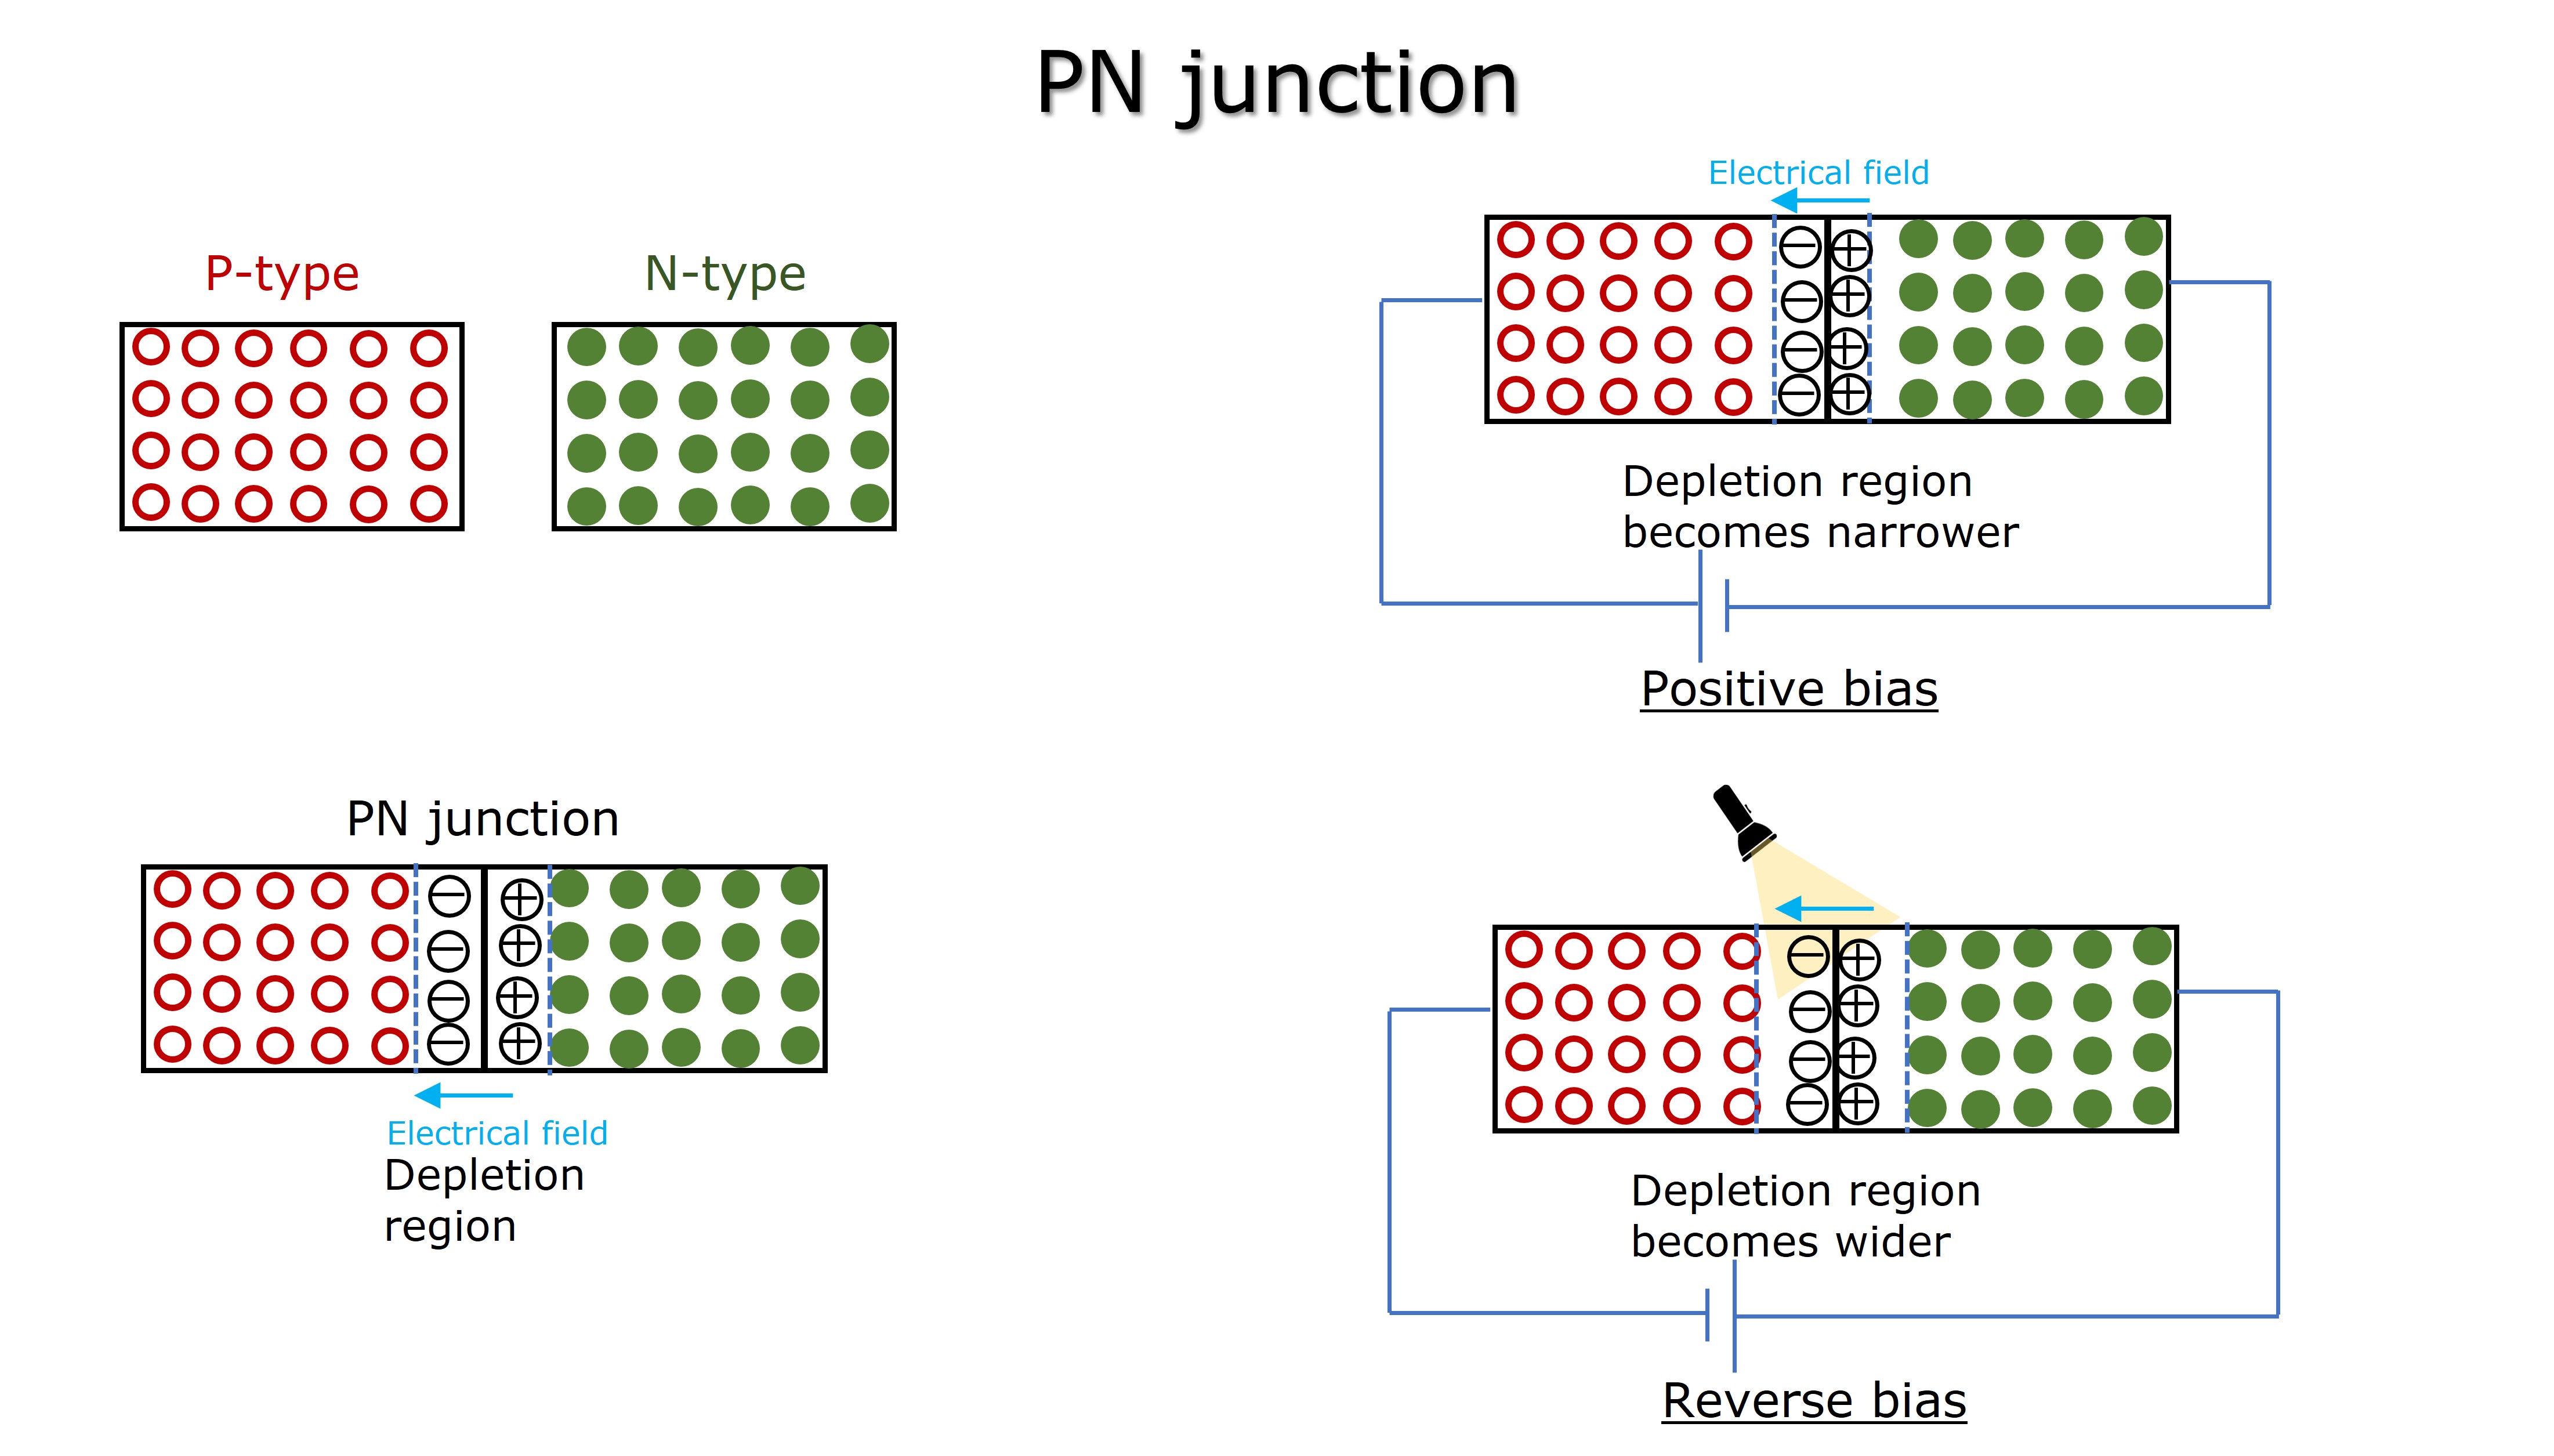 PN junction
P-type
N-type
PN junction
Electrical field
Depletion
region
Electrical field
Depletion region
becomes narrower
Positive bias
Depletion region
becomes wider
Reverse bias